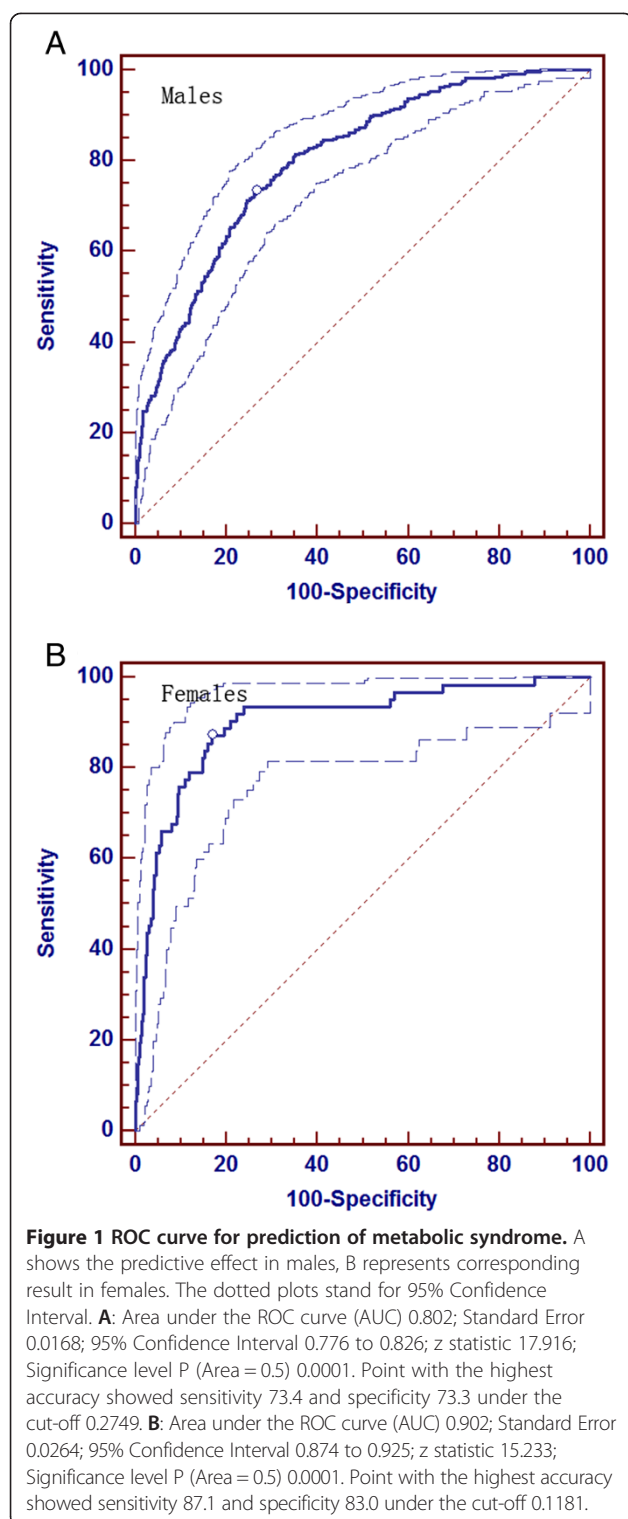 A
Males
100
80
60
40
20
0
Sensitivity
0 20 40 60 80 100
100-Specificity
B
Females
100
80
60
40
20
0
Sensitivity
0 20 40 60 80 100
100-Specificity
Figure 1 ROC curve for prediction of metabolic syndrome. A
shows the predictive effect in males, B represents corresponding
result in females. The dotted plots stand for 95% Confidence
Interval. A: Area under the ROC curve (AUC) 0.802; Standard Error
0.0168; 95% Confidence Interval 0.776 to 0.826; z statistic 17.916;
Significance level P (Area = 0.5) 0.0001. Point with the highest
accuracy showed sensitivity 73.4 and specificity 73.3 under the
cut-off 0.2749. B: Area under the ROC curve (AUC) 0.902; Standard Error
0.0264; 95% Confidence Interval 0.874 to 0.925; z statistic 15.233;
Significance level P (Area = 0.5) 0.0001. Point with the highest accuracy
showed sensitivity 87.1 and specificity 83.0 under the cut-off 0.1181.